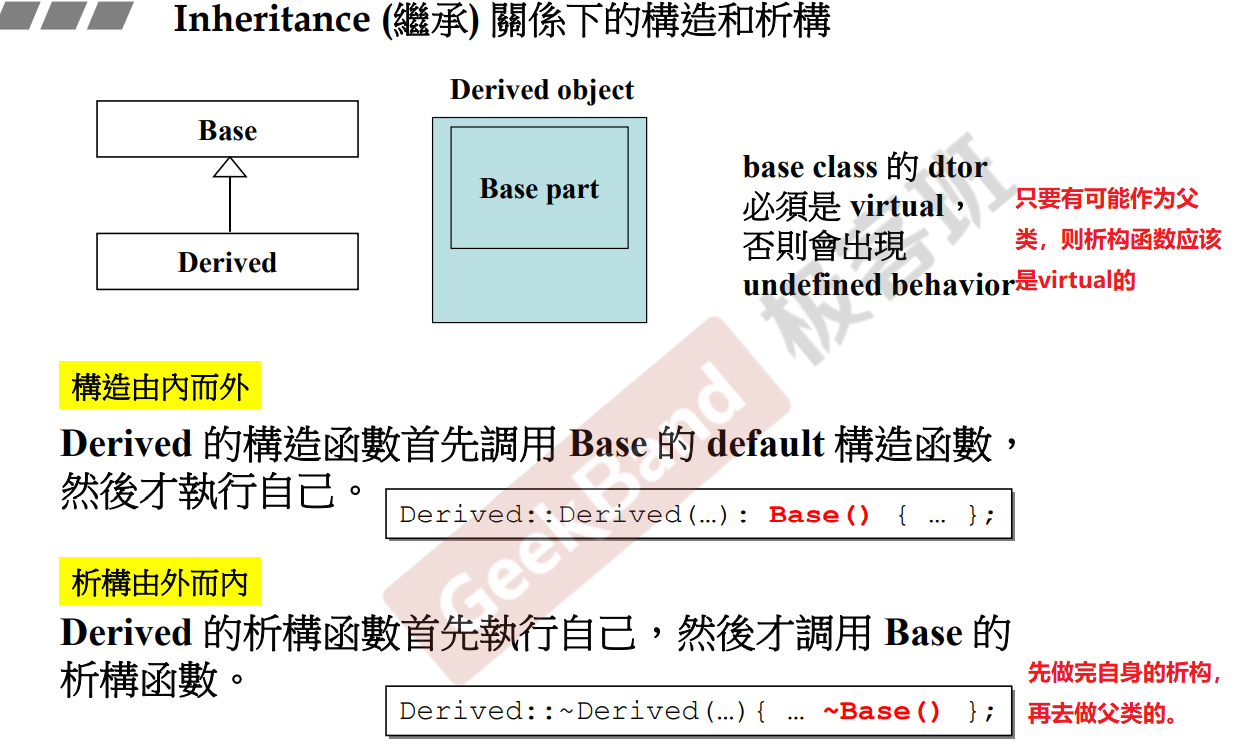 Inheritance (繼承) 關係下的構造和析構
Base
Derived
Derived object
Base part
base class 的 dtor
必須是 virtual，
否則會出現
undefined behavior
只要有可能作为父
类，则析构函数应该
是virtual的
構造由內而外
Derived 的構造函數首先調用 Base 的 default 構造函數，
然後才執行自己。
Derived::Derived(…): Base() { … };
析構由外而內
Derived 的析構函數首先執行自己，然後才調用 Base 的
析構函數。
Derived::~Derived(…){ … ~Base() };
先做完自身的析构，
再去做父类的。
GeekBand
极客班